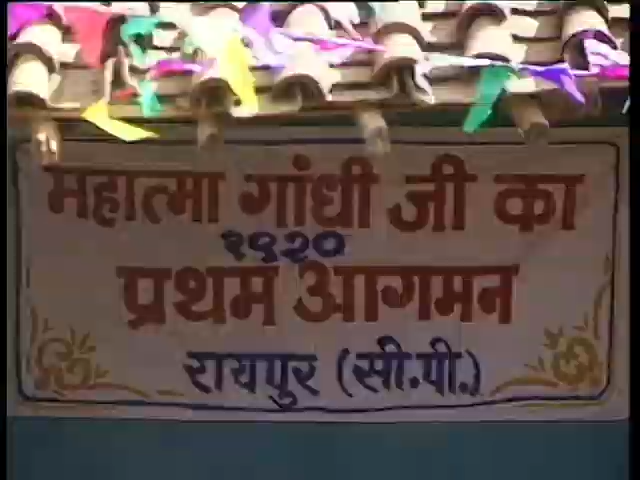 महात्मा गांधी जी का
१९२०
प्रथम आगमन
रायपुर (सी.पी.)